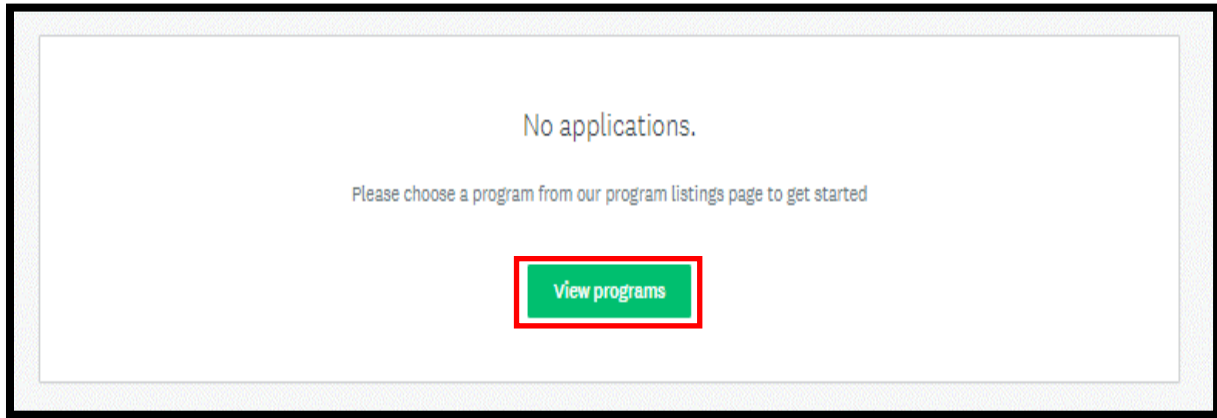 No applications.
Please choose a program from our program listings page to get started
View programs